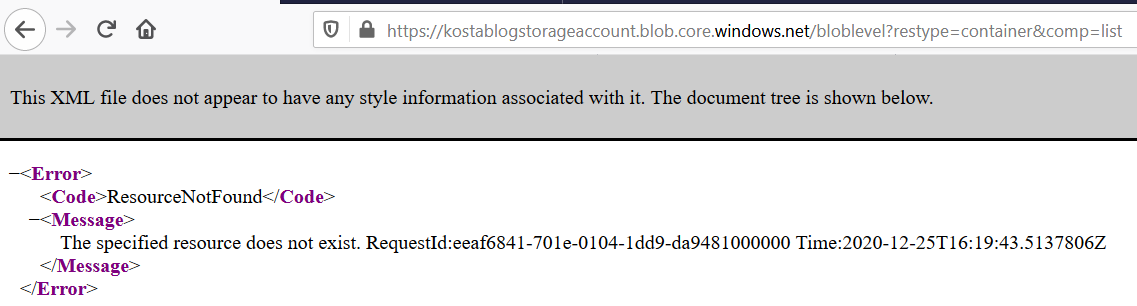 https://kostablogstorageaccount.blob.core.windows.net/bloblevel?restype=container&comp=list
This XML file does not appear to have any style information associated with it. The document tree is shown below.
−<Error>
<Code>ResourceNotFound</Code>
−<Message>
The specified resource does not exist. RequestId:eeaf6841-701e-0104-1dd9-da9481000000 Time:2020-12-25T16:19:43.5137806Z
</Message>
</Error>